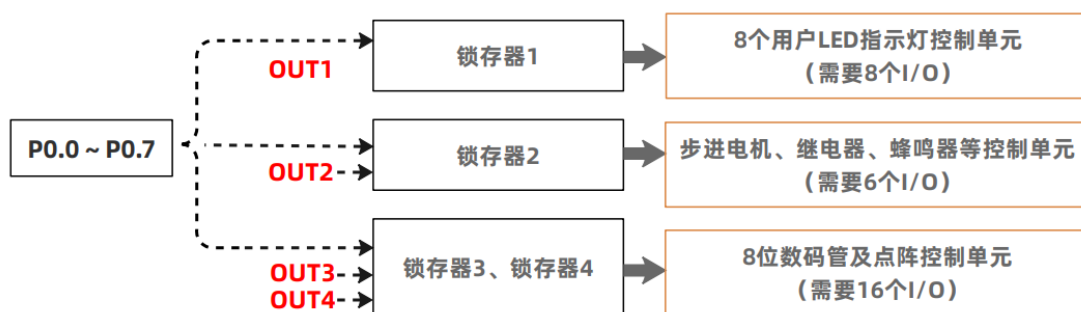 OUT1
锁存器1
8个用户LED指示灯控制单元
（需要8个I/O）
P0.0 ~ P0.7
OUT2
锁存器2
步进电机、继电器、蜂鸣器等控制单元
（需要6个I/O）
OUT3
OUT4
锁存器3、锁存器4
8位数码管及点阵控制单元
（需要16个I/O）